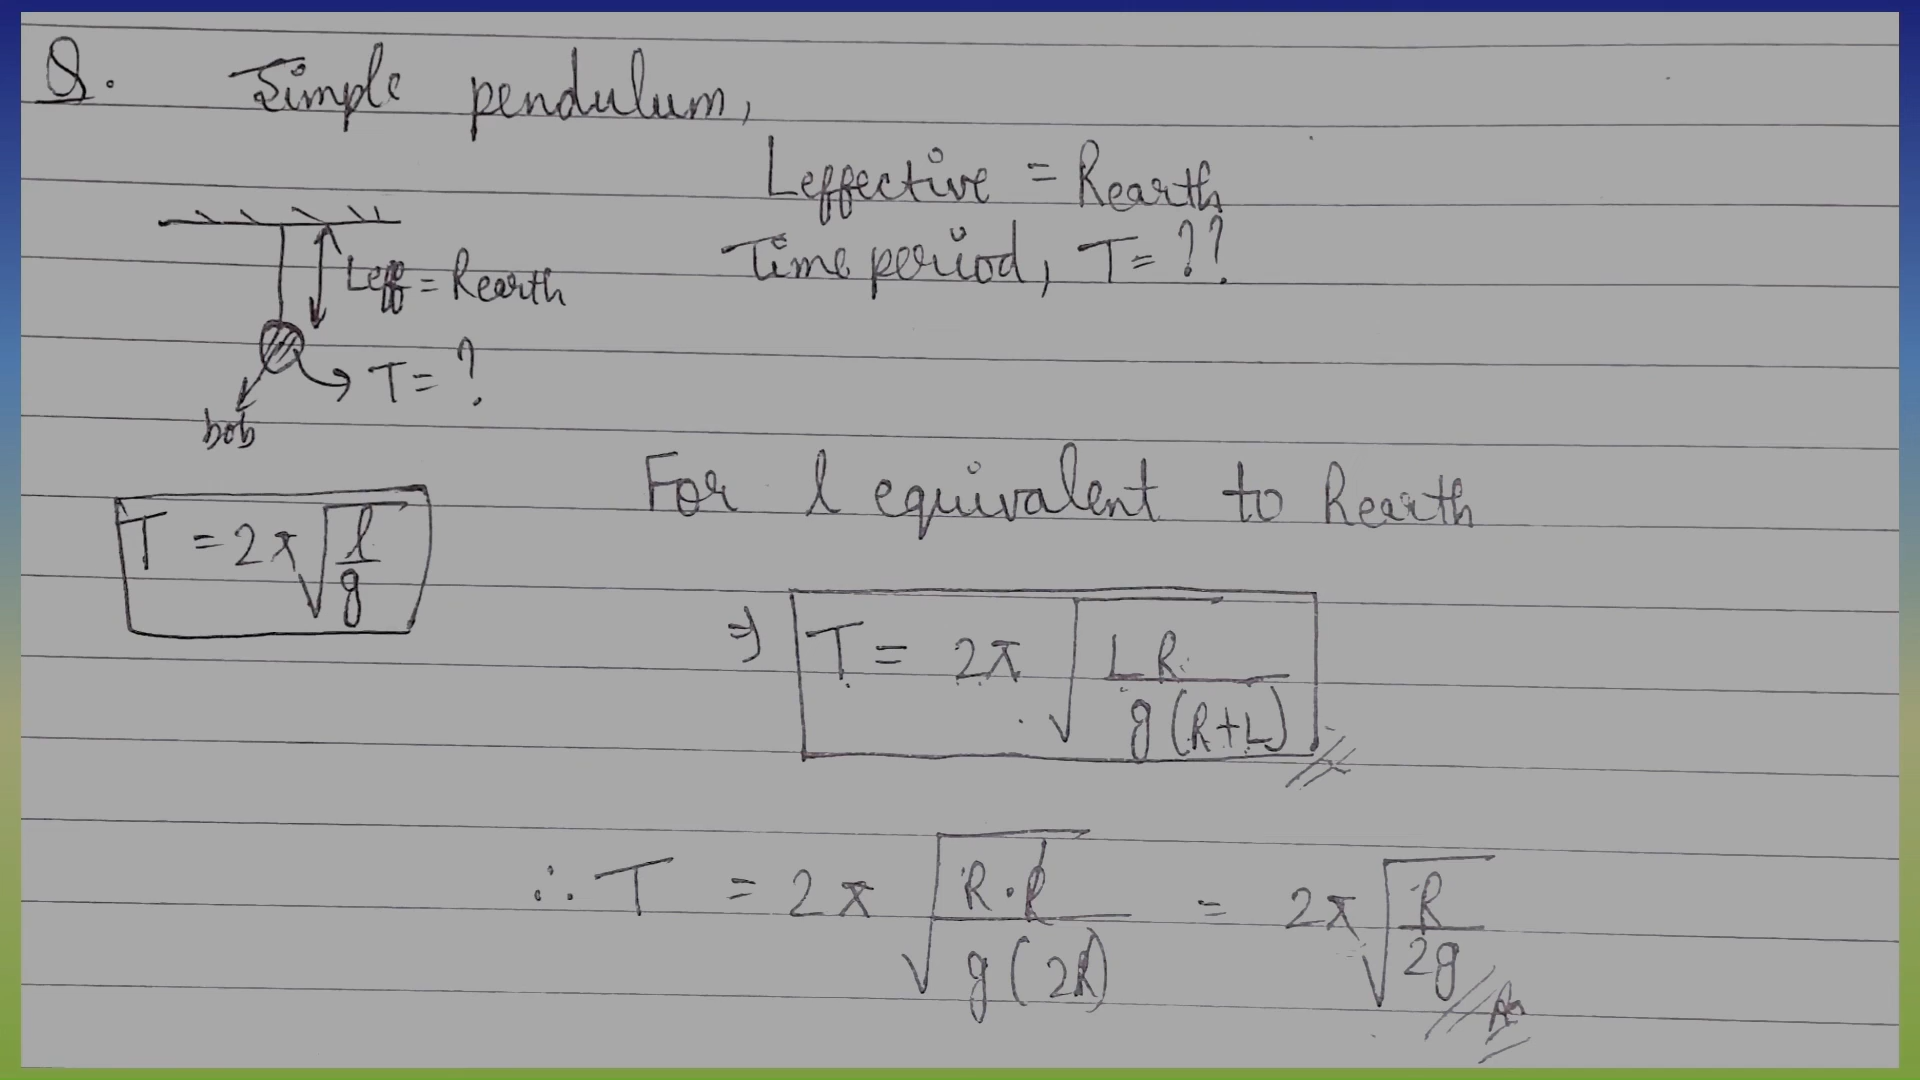 Q. Simple pendulum,
Leffective = Rearth
Time period, T = ??
Leff = Rearth
T = ?
bob
T = 2π√(l/g)
For l equivalent to Rearth
⇒ T = 2π√(LR/g(R+L))
∴ T = 2π√(R·R/g(2R)) = 2π√(R/2g)